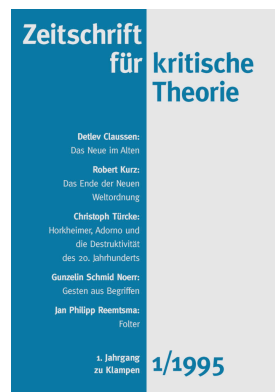 Zeitschrift
für kritische
Theorie
Detlev Claussen:
Das Neue im Alten
Robert Kurz:
Das Ende der Neuen
Weltordnung
Christoph Türcke:
Horkheimer, Adorno und
die Destruktivität
des 20. Jahrhunderts
Gunzelin Schmid Noerr:
Gesten aus Begriffen
Jan Philipp Reemtsma:
Folter
1. Jahrgang
zu Klampen
1/1995